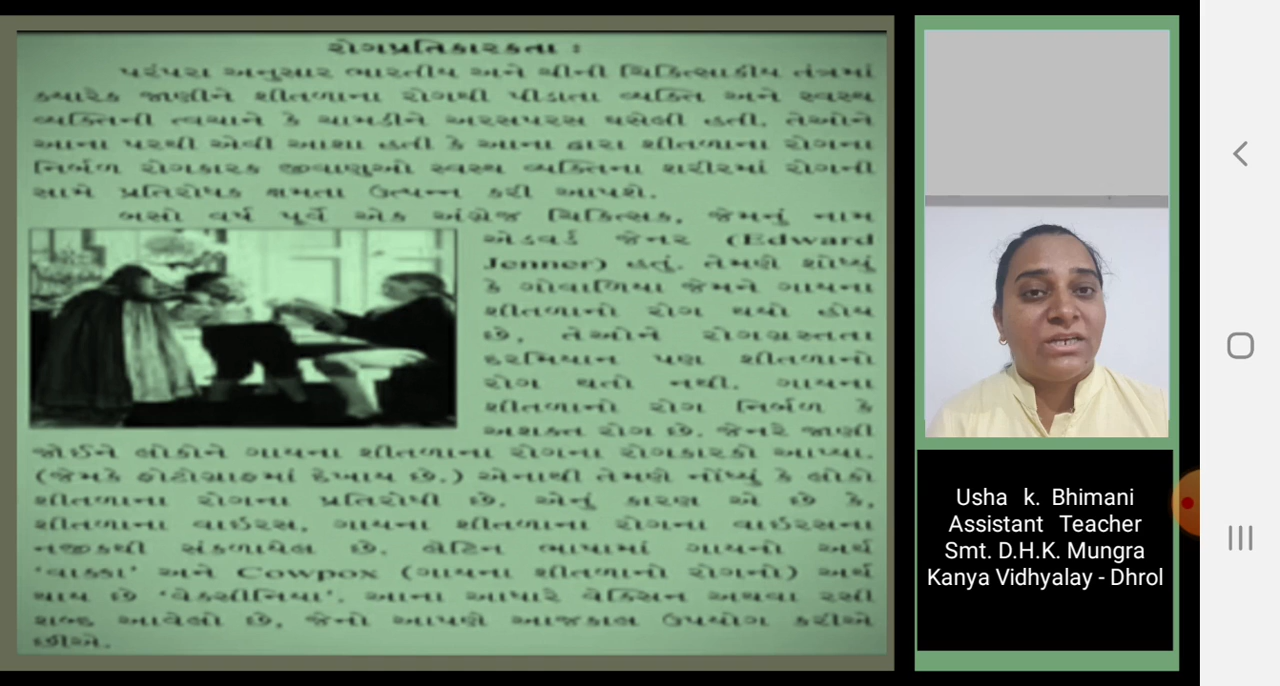 રોગપ્રતિકારકતા :
પરંપરા અનુસાર ભારતીય અને ચીની ચિકિત્સાકીય તંત્રમાં
ક્યારેક જાણીને શીતળાના રોગથી પીડાતા વ્યક્તિ અને સ્વસ્થ
વ્યક્તિની ત્વચાને કે ચામડીને અરસપરસ ઘસેલી હતી. તેઓને
આના પરથી એવી આશા હતી કે આના દ્વારા શીતળાના રોગના
નિર્બળ રોગકારક જીવાણુઓ સ્વસ્થ વ્યક્તિના શરીરમાં રોગની
સામે પ્રતિરોધક ક્ષમતા ઉત્પન્ન કરી આપશે.
બસો વર્ષ પૂર્વે એક અંગ્રેજ ચિકિત્સક, જેમનું નામ
એડવર્ડ જેનર (Edward
Jenner) હતું. તેમણે શોધ્યું
કે ગોવાળિયા જેમને ગાયના
શીતળાનો રોગ થયો હોય
છે, તેઓને રોગગ્રસ્તતા
દરમિયાન પણ શીતળાનો
રોગ થતો નથી. ગાયના
શીતળાનો રોગ નિર્બળ કે
અશક્ત રોગ છે. જેનરે જાણી
જોઈને લોકોને ગાયના શીતળાના રોગના રોગકારકો આપ્યા.
(જેમકે ફોટોગ્રાફમાં દેખાય છે.) એનાથી તેમણે નોંધ્યું કે લોકો
શીતળાના રોગના પ્રતિરોધી છે. એનું કારણ એ છે કે,
શીતળાના વાઈરસ, ગાયના શીતળાના રોગના વાઈરસના
નજીકથી સંકળાયેલ છે. લેટિન ભાષામાં ગાયનો અર્થ
'વાક્કા' અને Cowpox (ગાયના શીતળાનો રોગનો) અર્થ
થાય છે 'વેક્સીનિયા'. આના આધારે વેક્સિન અથવા રસી
શબ્દ આવેલો છે, જેનો આપણે આજકાલ ઉપયોગ કરીએ
છીએ.
Usha k. Bhimani
Assistant Teacher
Smt. D.H.K. Mungra
Kanya Vidhyalay - Dhrol